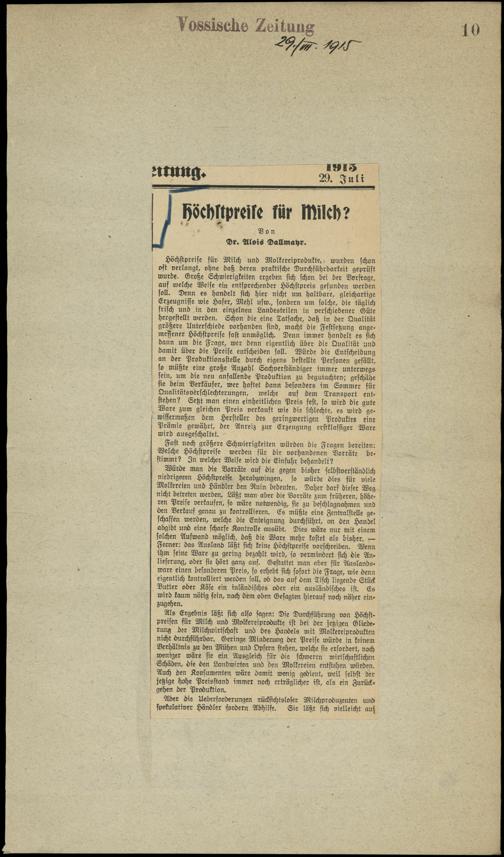 Vossische Zeitung
10
29/VII. 1915
eitung.
1915
29. Juli
Höchstpreise für Milch?
Von
Dr. Alois Dallmayr.
Höchstpreise für Milch und Molkereiprodukte, wurden schon
oft verlangt, ohne daß deren praktische Durchführbarkeit geprüft
wurde. Große Schwierigkeiten ergeben sich schon bei der Vorfrage,
auf welche Weise ein entsprechender Höchstpreis gefunden werden
soll. Denn es handelt sich hier nicht um haltbare, gleichartige
Erzeugnisse wie Hafer, Mehl usw., sondern um solche, die täglich
frisch und in den einzelnen Landesteilen in verschiedener Güte
hergestellt werden. Schon die eine Tatsache, daß in der Qualität
größere Unterschiede vorhanden sind, macht die Festsetzung ange-
messener Höchstpreise fast unmöglich. Denn immer handelt es sich
dann um die Frage, wer denn eigentlich über die Qualität und
damit über die Preise entscheiden soll. Würde die Entscheidung
an der Produktionsstelle durch eigens bestellte Personen gefällt,
so müßte eine große Anzahl Sachverständiger immer unterwegs
sein, um die neu anfallende Produktion zu begutachten; geschähe
sie beim Verkäufer, wer haftet dann besonders im Sommer für
Qualitätsverschlechterungen, welche auf dem Transport ent-
stehen? Setzt man einen einheitlichen Preis fest, so wird die gute
Ware zum gleichen Preis verkauft wie die schlechte, es wird ge-
wissermaßen dem Hersteller des geringwertigen Produktes eine
Prämie gewährt, der Anreiz zur Erzeugung erstklassiger Ware
wird ausgeschaltet.
Fast noch größere Schwierigkeiten würden die Fragen bereiten:
Welche Höchstpreise werden für die vorhandenen Vorräte be-
stimmt? In welcher Weise wird die Einfuhr behandelt?
Würde man die Vorräte auf die gegen bisher selbstverständlich
niedrigeren Höchstpreise herabzwingen, so würde dies für viele
Molkereien und Händler den Ruin bedeuten. Daher darf dieser Weg
nicht betreten werden. Läßt man aber die Vorräte zum früheren, höhe-
ren Preise verkaufen, so wäre notwendig, sie zu beschlagnahmen und
den Verkauf genau zu kontrollieren. Es müßte eine Zentralstelle ge-
schaffen werden, welche die Enteignung durchführt, an den Handel
abgibt und eine scharfe Kontrolle ausübt. Dies wäre nur mit einem
solchen Aufwand möglich, daß die Ware mehr kostet als bisher. —
Ferner: das Ausland läßt sich keine Höchstpreise vorschreiben. Wenn
ihm seine Ware zu gering bezahlt wird, so vermindert sich die An-
lieferung, oder sie hört ganz auf. Gestattet man aber für Auslands-
ware einen besonderen Preis, so erhebt sich sofort die Frage, wie denn
eigentlich kontrolliert werden soll, ob das auf dem Tisch liegende Stück
Butter oder Käse ein inländisches oder ein ausländisches ist. Es
wird kaum nötig sein, nach dem oben Gesagten hierauf noch näher ein-
zugehen.
Als Ergebnis läßt sich also sagen: Die Durchführung von Höchst-
preisen für Milch und Molkereiprodukte ist bei der jetzigen Gliede-
rung der Milchwirtschaft und des Handels mit Molkereiprodukten
nicht durchführbar. Geringe Minderung der Preise würde in keinem
Verhältnis zu den Mühen und Opfern stehen, welche sie erfordert, noch
weniger wäre sie ein Ausgleich für die schweren wirtschaftlichen
Schäden, die den Landwirten und den Molkereien entstehen würden.
Auch den Konsumenten wäre damit wenig gedient, weil selbst der
jetzige hohe Preisstand immer noch erträglicher ist, als ein Zurück-
gehen der Produktion.
Aber die Ueberforderungen rücksichtsloser Milchproduzenten und
spekulativer Händler fordern Abhilfe. Sie läßt sich vielleicht auf